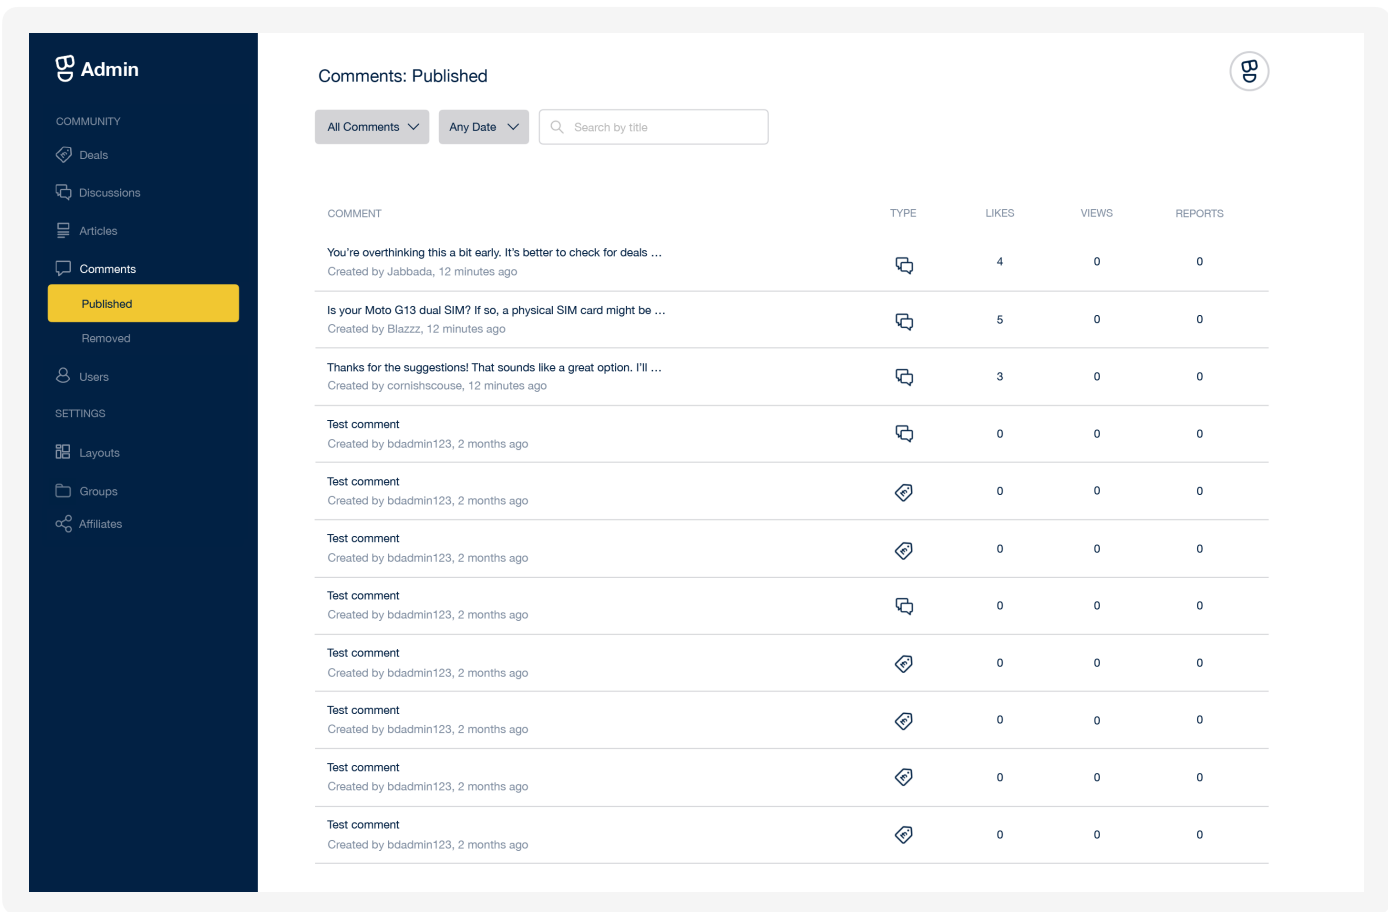 Admin
COMMUNITY
Deals
Discussions
Articles
Comments
Published
Removed
Users
SETTINGS
Layouts
Groups
Affiliates
Comments: Published
All Comments Any Date Search by title
COMMENT TYPE LIKES VIEWS REPORTS
You're overthinking this a bit early. It's better to check for deals ...
Created by Jabbada, 12 minutes ago
4 0 0
Is your Moto G13 dual SIM? If so, a physical SIM card might be ...
Created by Blazzz, 12 minutes ago
5 0 0
Thanks for the suggestions! That sounds like a great option. I'll ...
Created by cornishscouse, 12 minutes ago
3 0 0
Test comment
Created by bdadmin123, 2 months ago
0 0 0
Test comment
Created by bdadmin123, 2 months ago
0 0 0
Test comment
Created by bdadmin123, 2 months ago
0 0 0
Test comment
Created by bdadmin123, 2 months ago
0 0 0
Test comment
Created by bdadmin123, 2 months ago
0 0 0
Test comment
Created by bdadmin123, 2 months ago
0 0 0
Test comment
Created by bdadmin123, 2 months ago
0 0 0
Test comment
Created by bdadmin123, 2 months ago
0 0 0